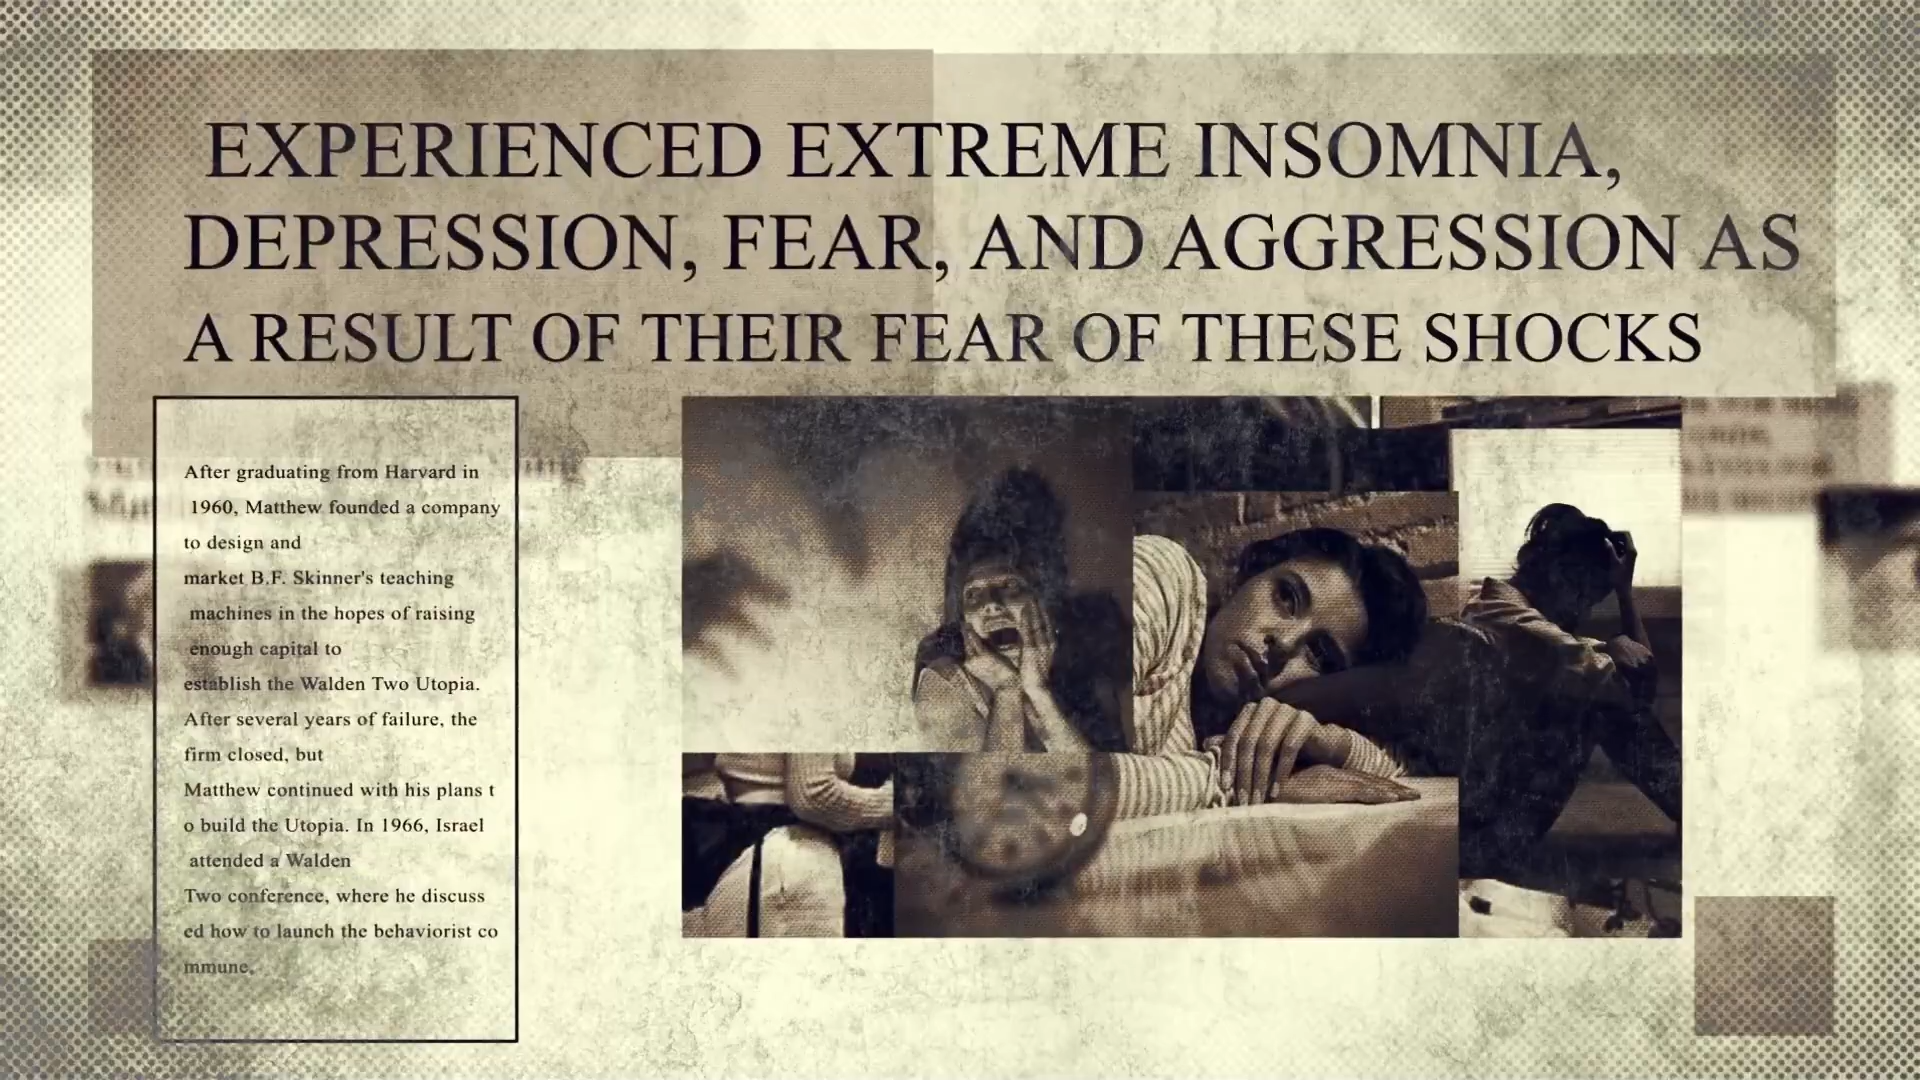 EXPERIENCED EXTREME INSOMNIA,
DEPRESSION, FEAR, AND AGGRESSION AS
A RESULT OF THEIR FEAR OF THESE SHOCKS
After graduating from Harvard in
1960, Matthew founded a company
to design and
market B.F. Skinner's teaching
machines in the hopes of raising
enough capital to
establish the Walden Two Utopia.
After several years of failure, the
firm closed, but
Matthew continued with his plans t
o build the Utopia. In 1966, Israel
attended a Walden
Two conference, where he discuss
ed how to launch the behaviorist co
mmune.